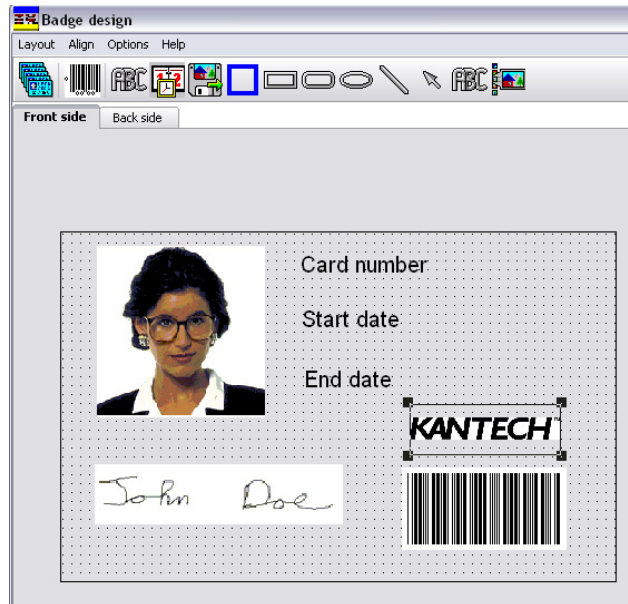 Badge design
Layout Align Options Help
ABC ABC
Front side Back side
Card number
Start date
End date
KANTECH
John Doe